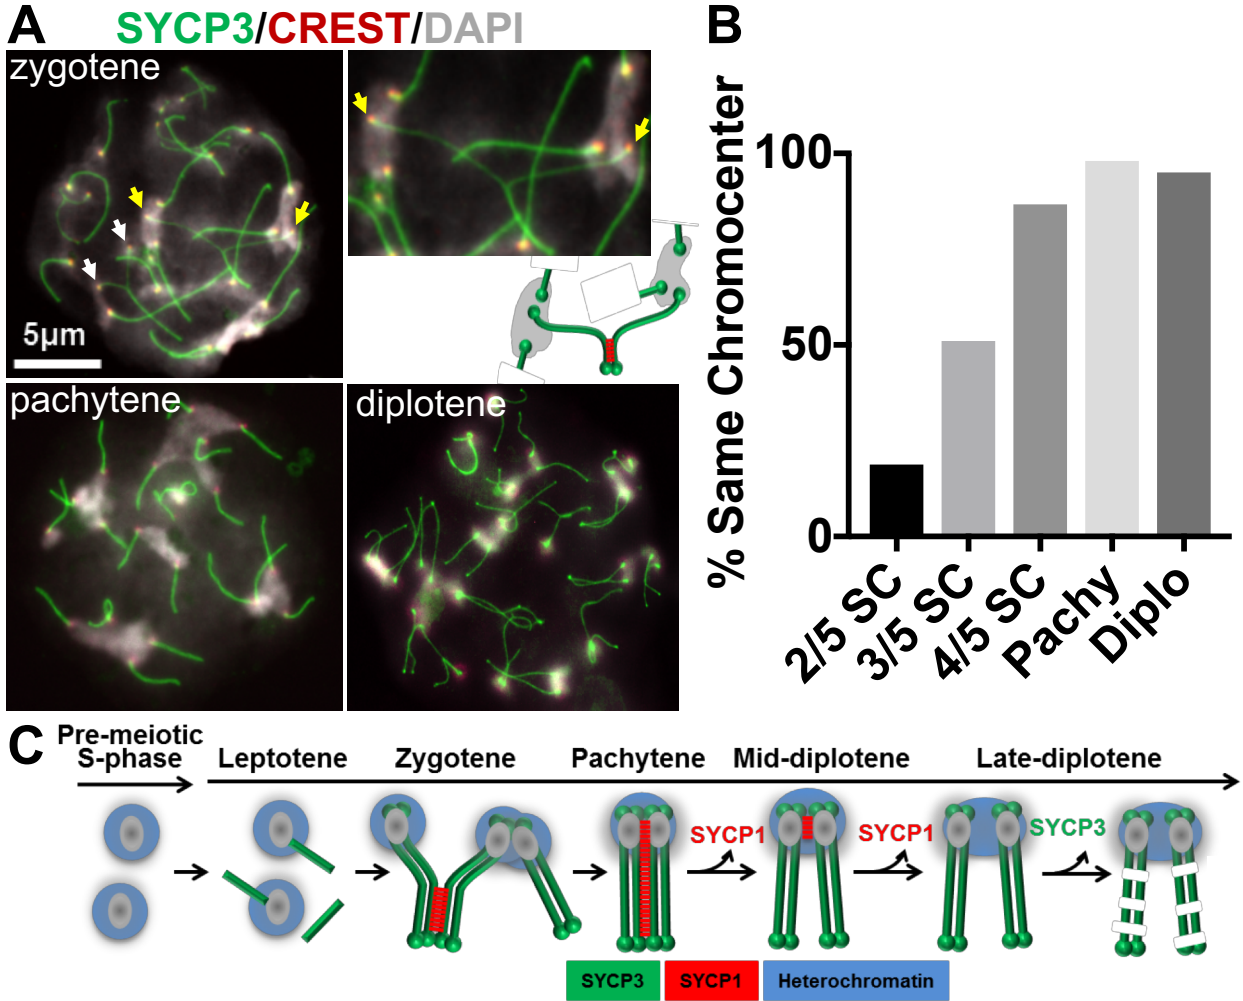 A
SYCP3/CREST/DAPI
zygotene
5µm
pachytene
diplotene
B
% Same Chromocenter
100
50
0
2/5 SC
3/5 SC
4/5 SC
Pachy
Diplo
C
Pre-meiotic
S-phase
Leptotene
Zygotene
Pachytene
Mid-diplotene
Late-diplotene
SYCP1
SYCP1
SYCP3
SYCP3
SYCP1
Heterochromatin